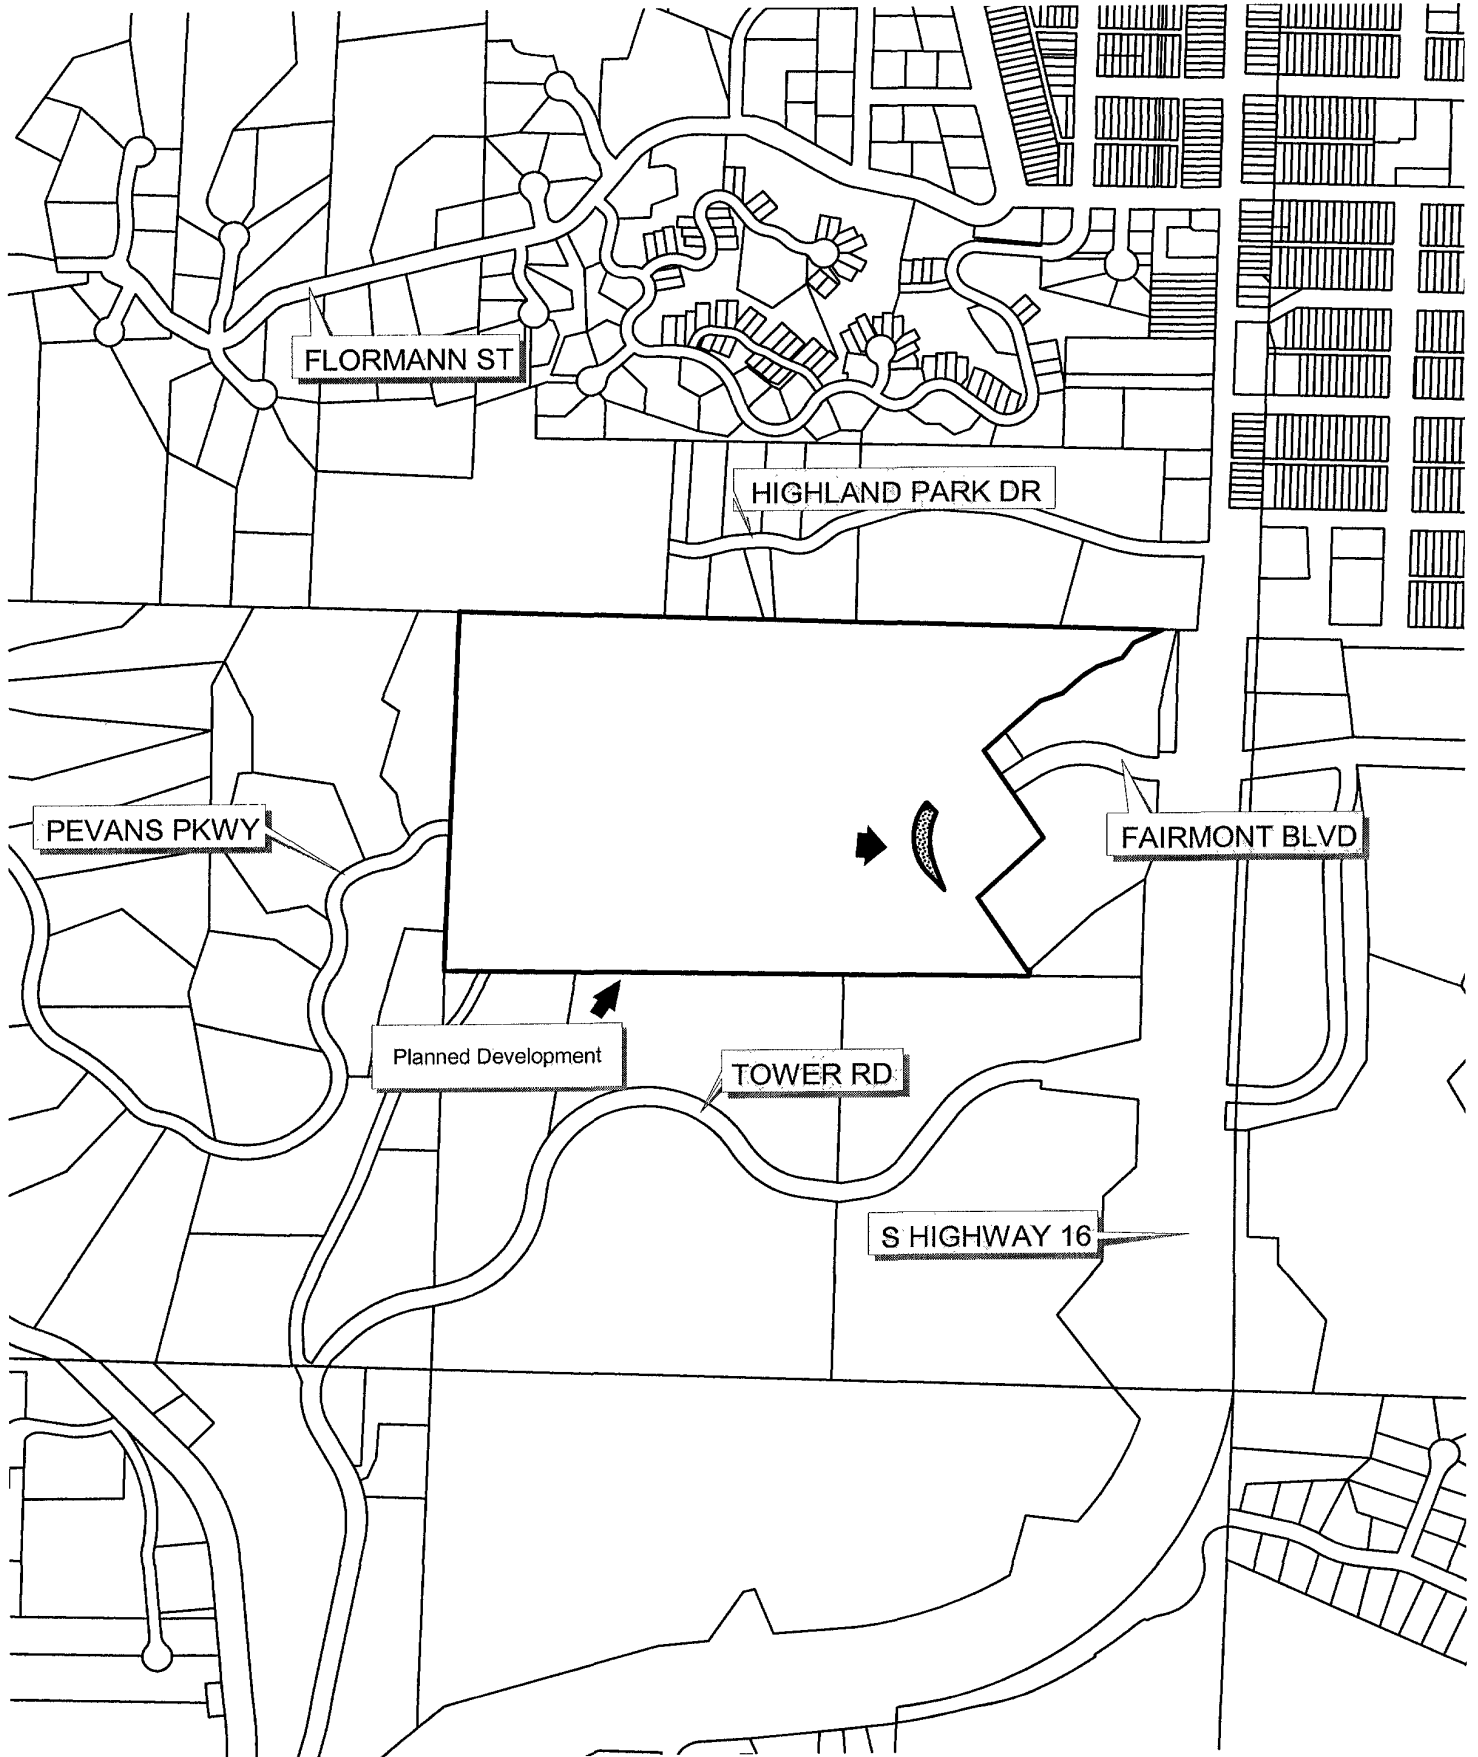 FLORMANN ST
HIGHLAND PARK DR
PEVANS PKWY
FAIRMONT BLVD
Planned Development
TOWER RD
S HIGHWAY 16